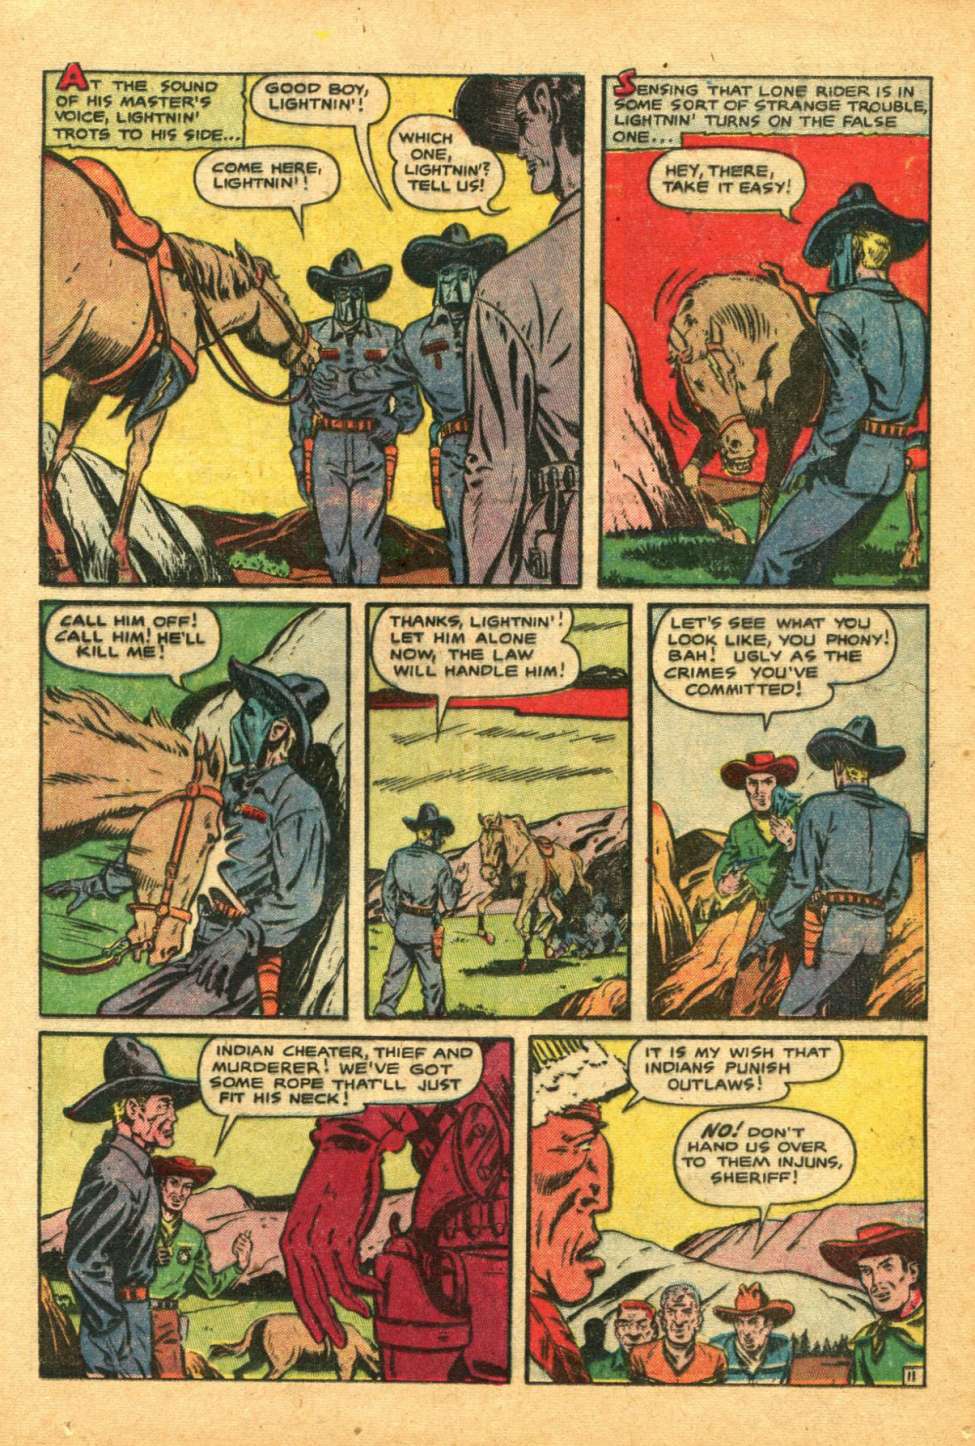 AT THE SOUND
OF HIS MASTER'S
VOICE, LIGHTNIN'
TROTS TO HIS SIDE...
GOOD BOY,
LIGHTNIN'!
COME HERE,
LIGHTNIN'!
WHICH
ONE,
LIGHTNIN'?
TELL US!
SENSING THAT LONE RIDER IS IN
SOME SORT OF STRANGE TROUBLE,
LIGHTNIN' TURNS ON THE FALSE
ONE...
HEY, THERE,
TAKE IT EASY!
CALL HIM OFF!
CALL HIM! HE'LL
KILL ME!
THANKS, LIGHTNIN'!
LET HIM ALONE
NOW, THE LAW
WILL HANDLE HIM!
LET'S SEE WHAT YOU
LOOK LIKE, YOU PHONY!
BAH! UGLY AS THE
CRIMES YOU'VE
COMMITTED!
INDIAN CHEATER, THIEF AND
MURDERER! WE'VE GOT
SOME ROPE THAT'LL JUST
FIT HIS NECK!
IT IS MY WISH THAT
INDIANS PUNISH
OUTLAWS!
NO! DON'T
HAND US OVER
TO THEM INJUNS,
SHERIFF!
11